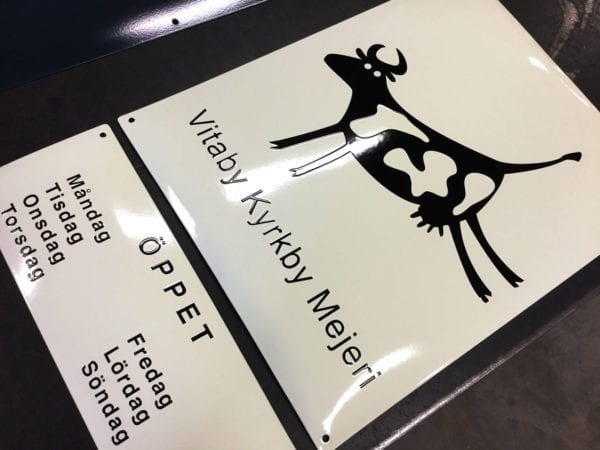 Vitaby Kyrkby Mejeri
ÖPPET
Måndag
Tisdag
Onsdag
Torsdag
Fredag
Lördag
Söndag